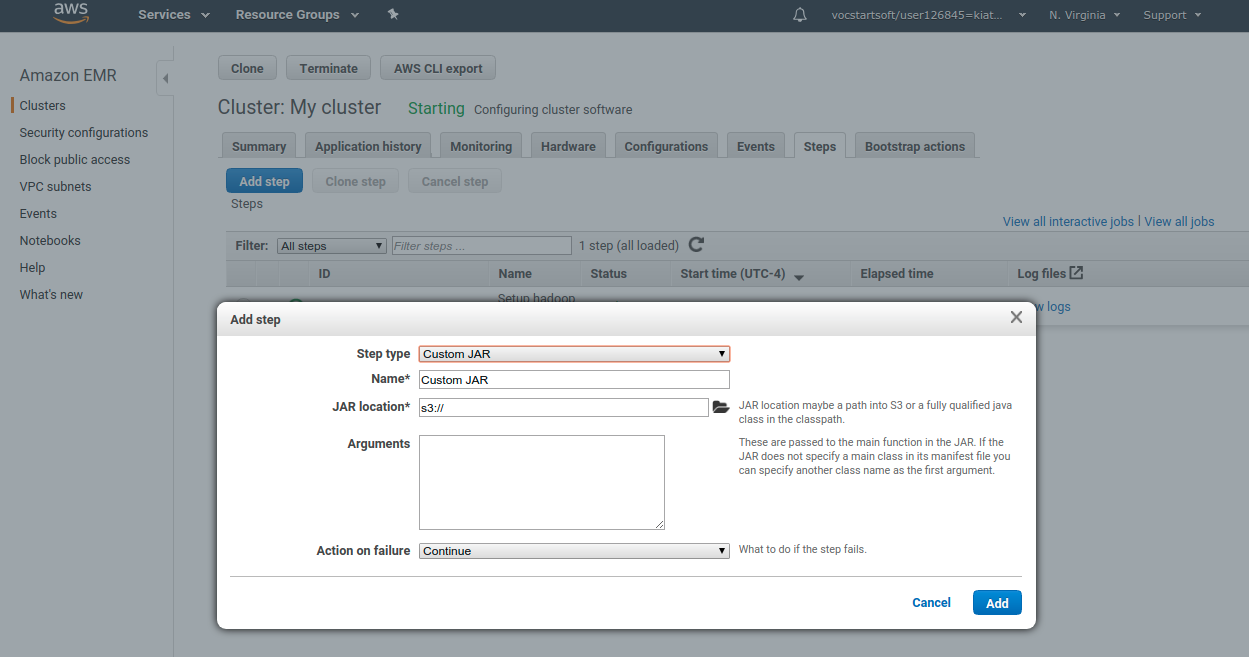 aws Services Resource Groups vocstartsoft/user126845=kiat... N. Virginia Support
Amazon EMR
Clusters
Security configurations
Block public access
VPC subnets
Events
Notebooks
Help
What's new
Clone Terminate AWS CLI export
Cluster: My cluster Starting Configuring cluster software
Summary Application history Monitoring Hardware Configurations Events Steps Bootstrap actions
Add step Clone step Cancel step
Steps
View all interactive jobs | View all jobs
Filter: All steps Filter steps ... 1 step (all loaded)
ID Name Status Start time (UTC-4) Elapsed time Log files
Setup hadoop
logs
Add step
Step type Custom JAR
Name* Custom JAR
JAR location* s3://
JAR location maybe a path into S3 or a fully qualified java
class in the classpath.
Arguments
These are passed to the main function in the JAR. If the
JAR does not specify a main class in its manifest file you
can specify another class name as the first argument.
Action on failure Continue What to do if the step fails.
Cancel Add